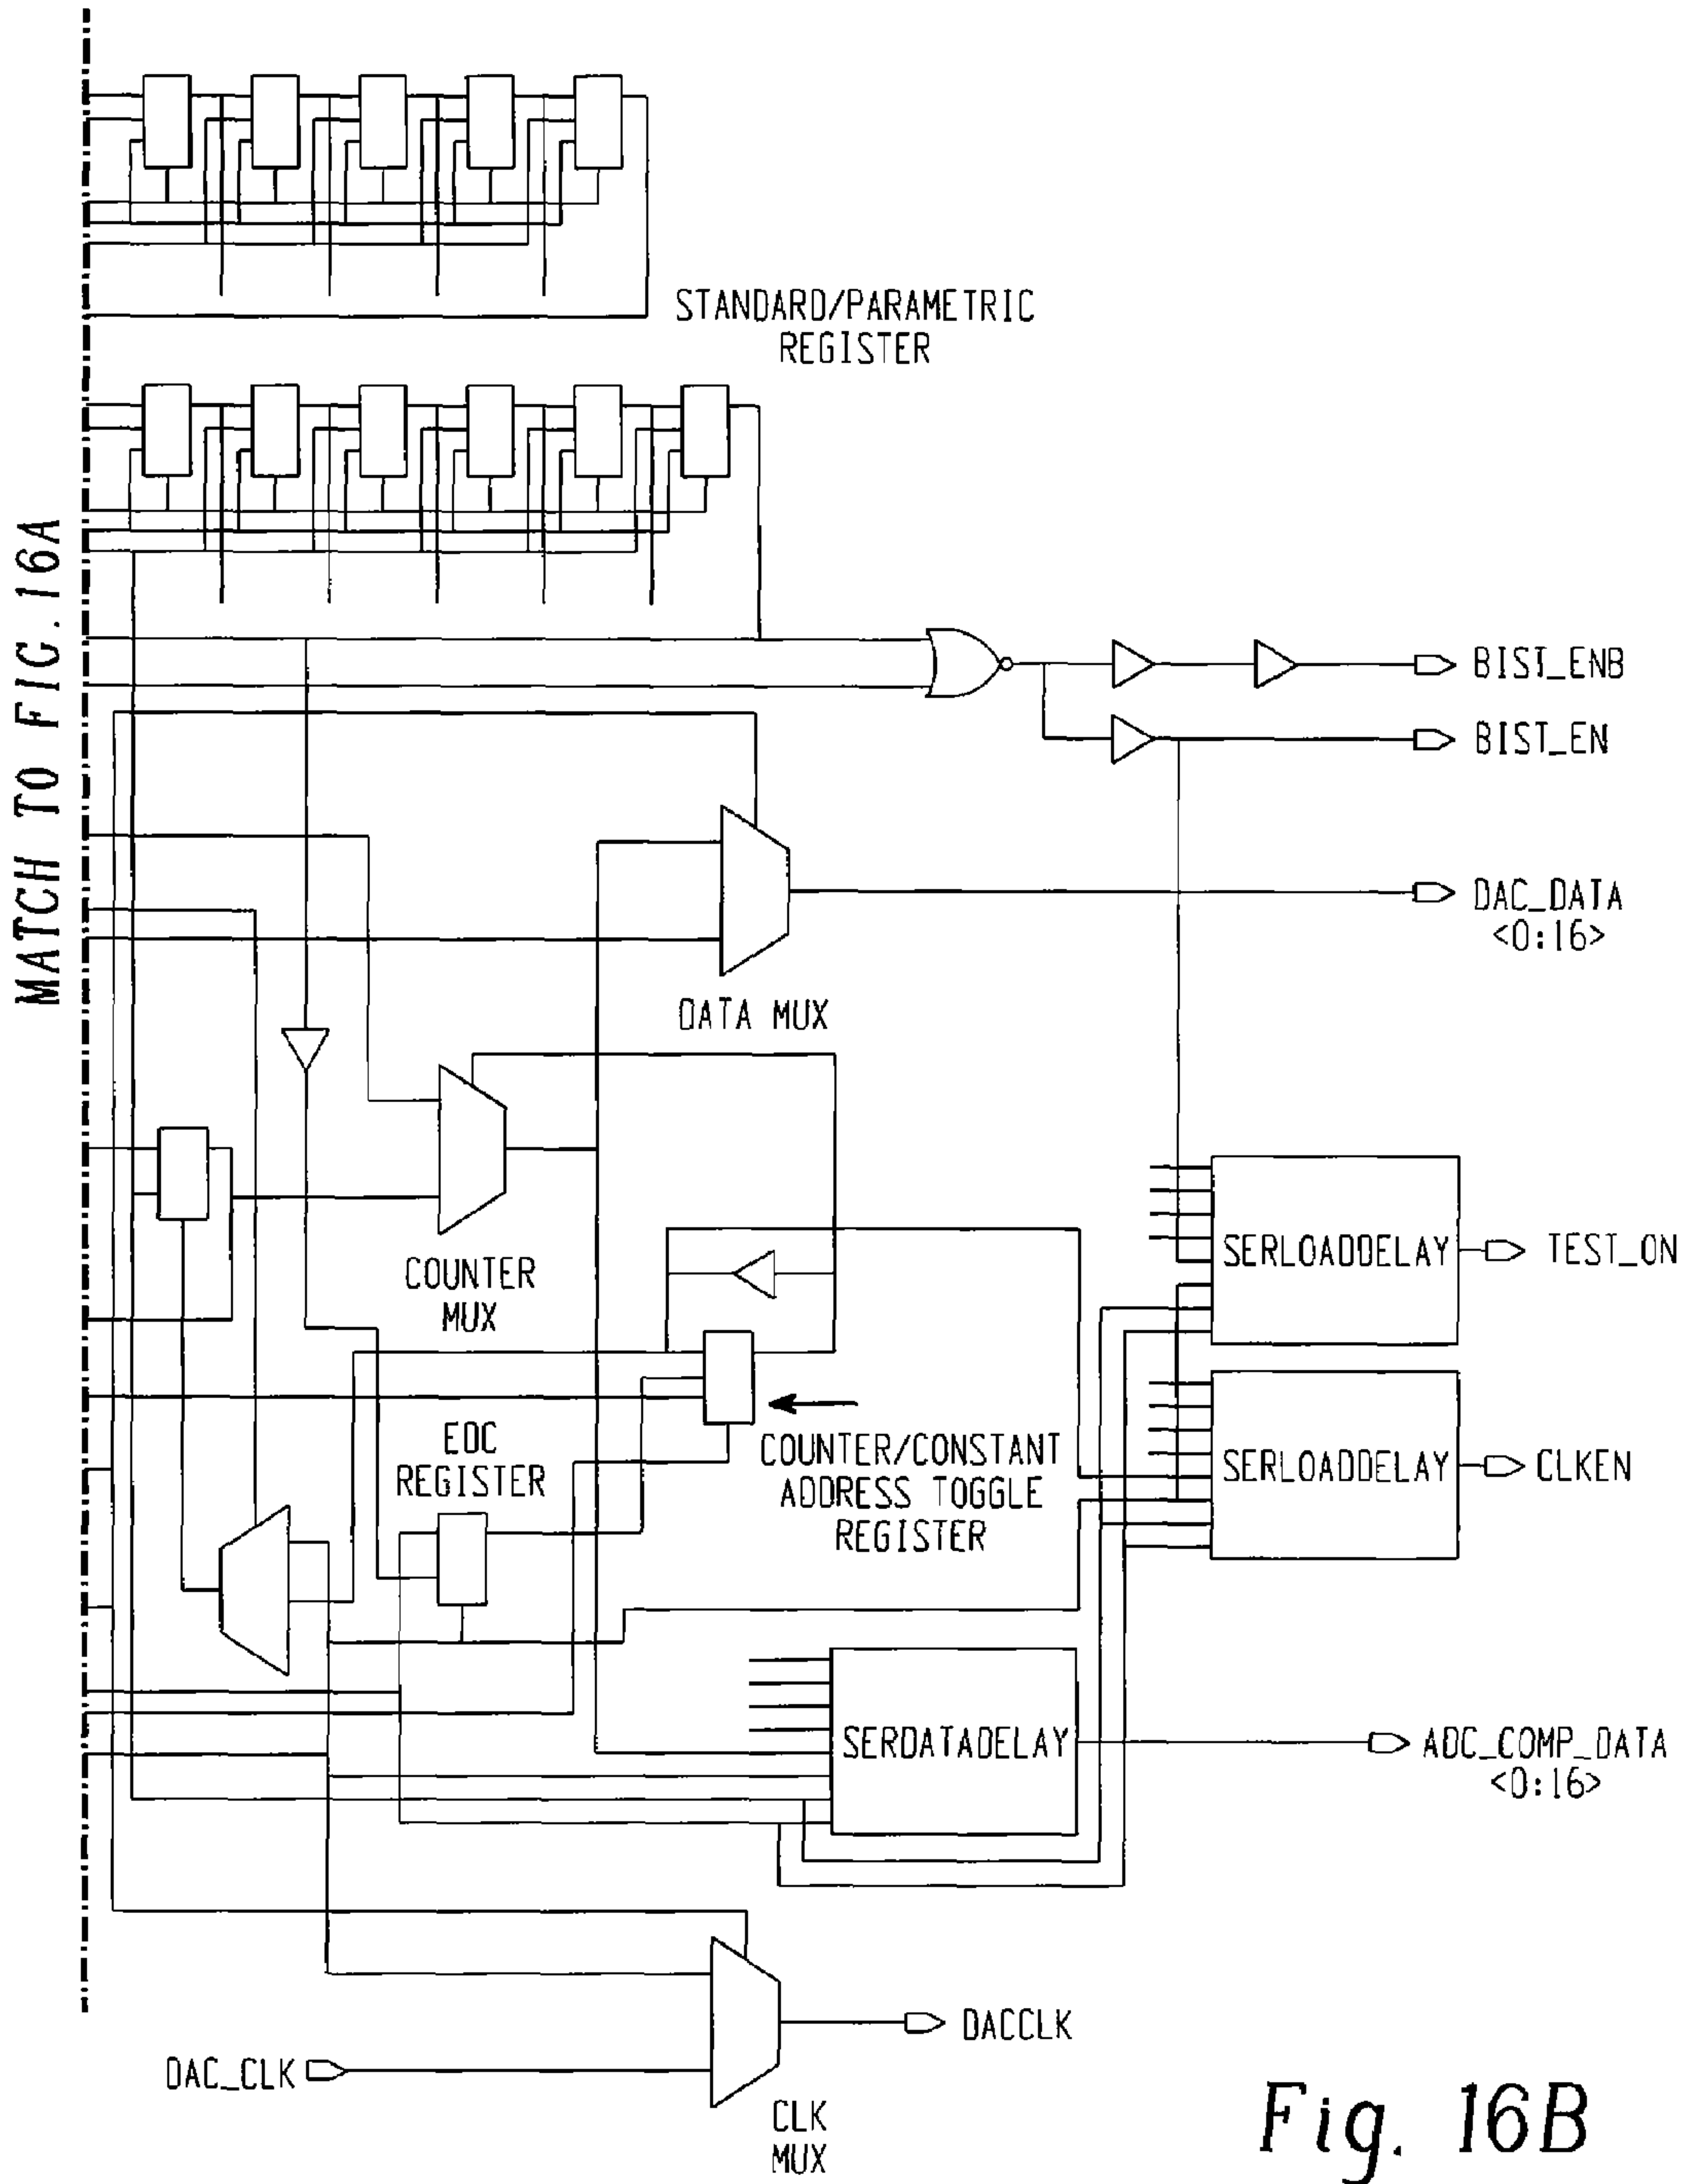 MATCH TO FIG. 16A
STANDARD/PARAMETRIC
REGISTER
BIST_ENB
BIST_EN
DAC_DATA
<0:16>
DATA MUX
COUNTER
MUX
SERLOADDELAY
TEST_ON
EOC
REGISTER
COUNTER/CONSTANT
ADDRESS TOGGLE
REGISTER
SERLOADDELAY
CLKEN
SERDATADELAY
ADC_COMP_DATA
<0:16>
DACCLK
DAC_CLK
CLK
MUX
Fig. 16B